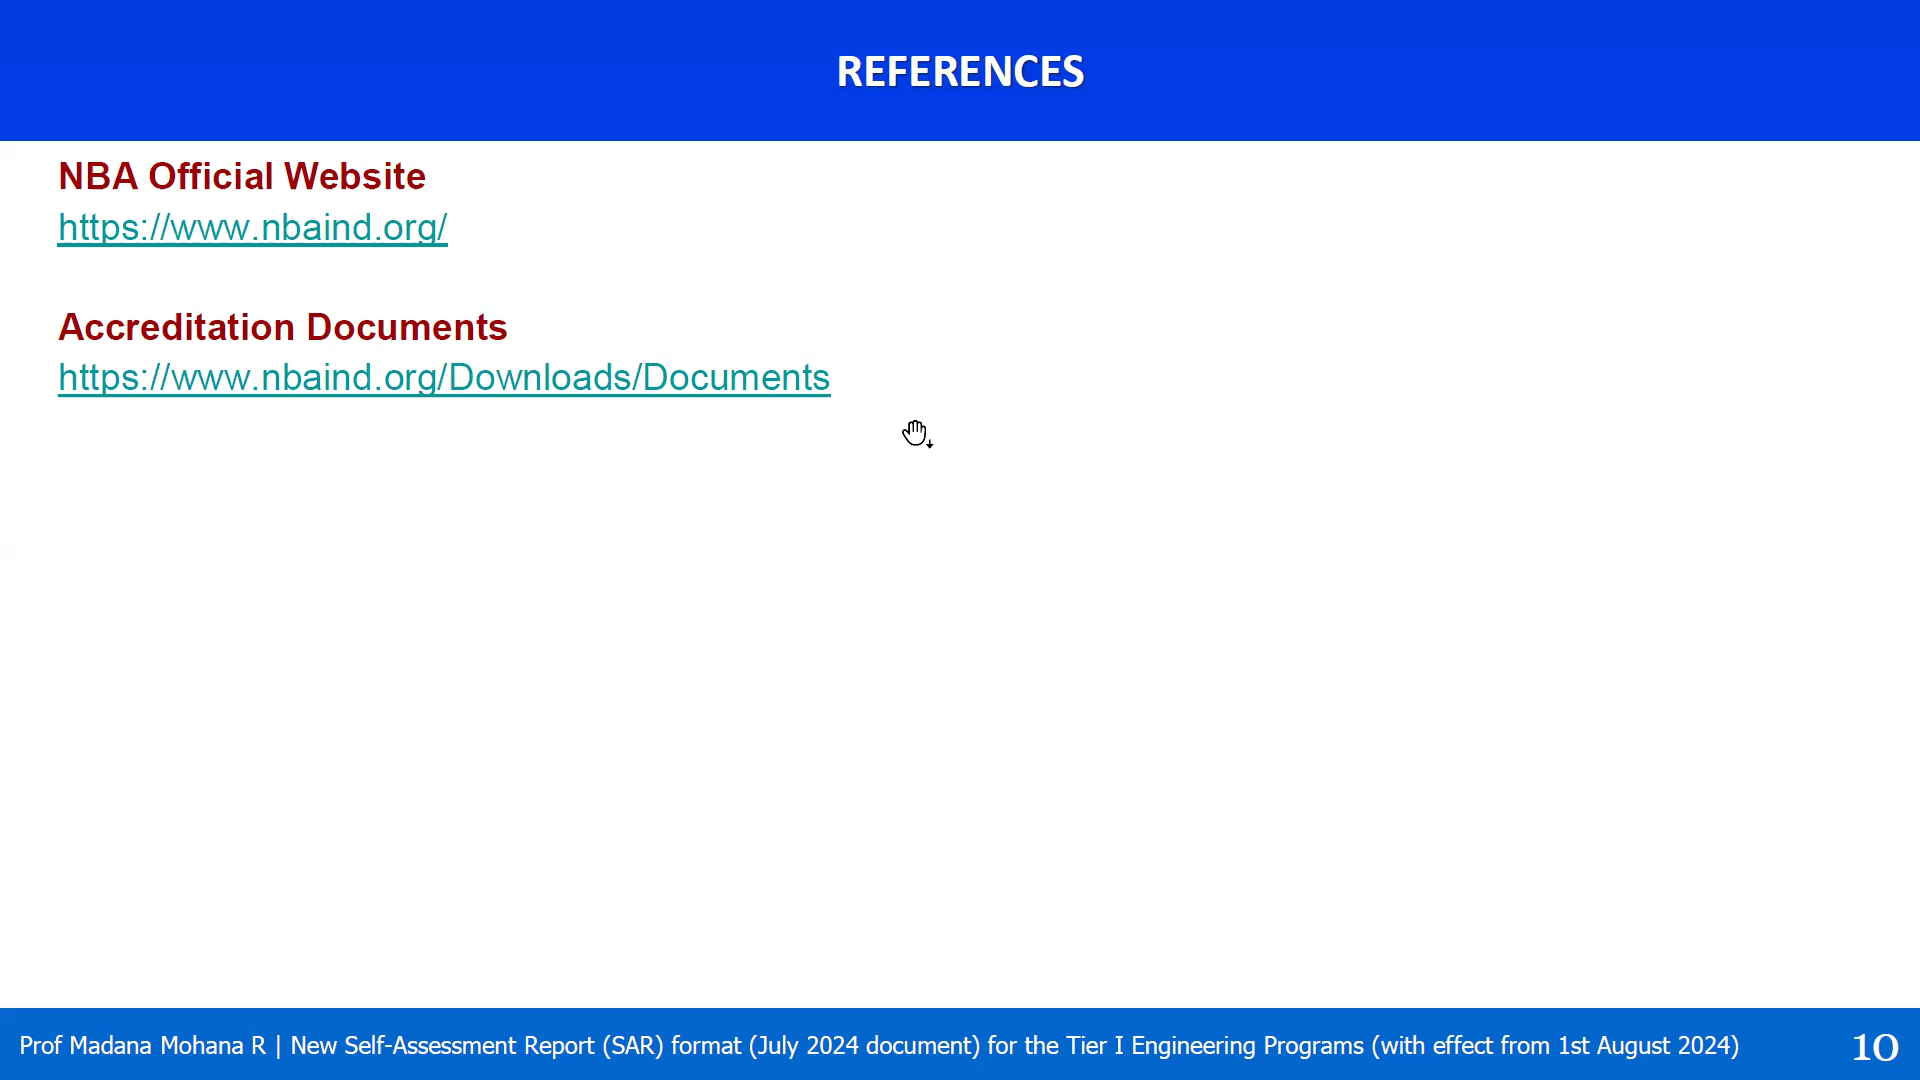 REFERENCES
NBA Official Website
https://www.nbaind.org/
Accreditation Documents
https://www.nbaind.org/Downloads/Documents
Prof Madana Mohana R | New Self-Assessment Report (SAR) format (July 2024 document) for the Tier I Engineering Programs (with effect from 1st August 2024)
10